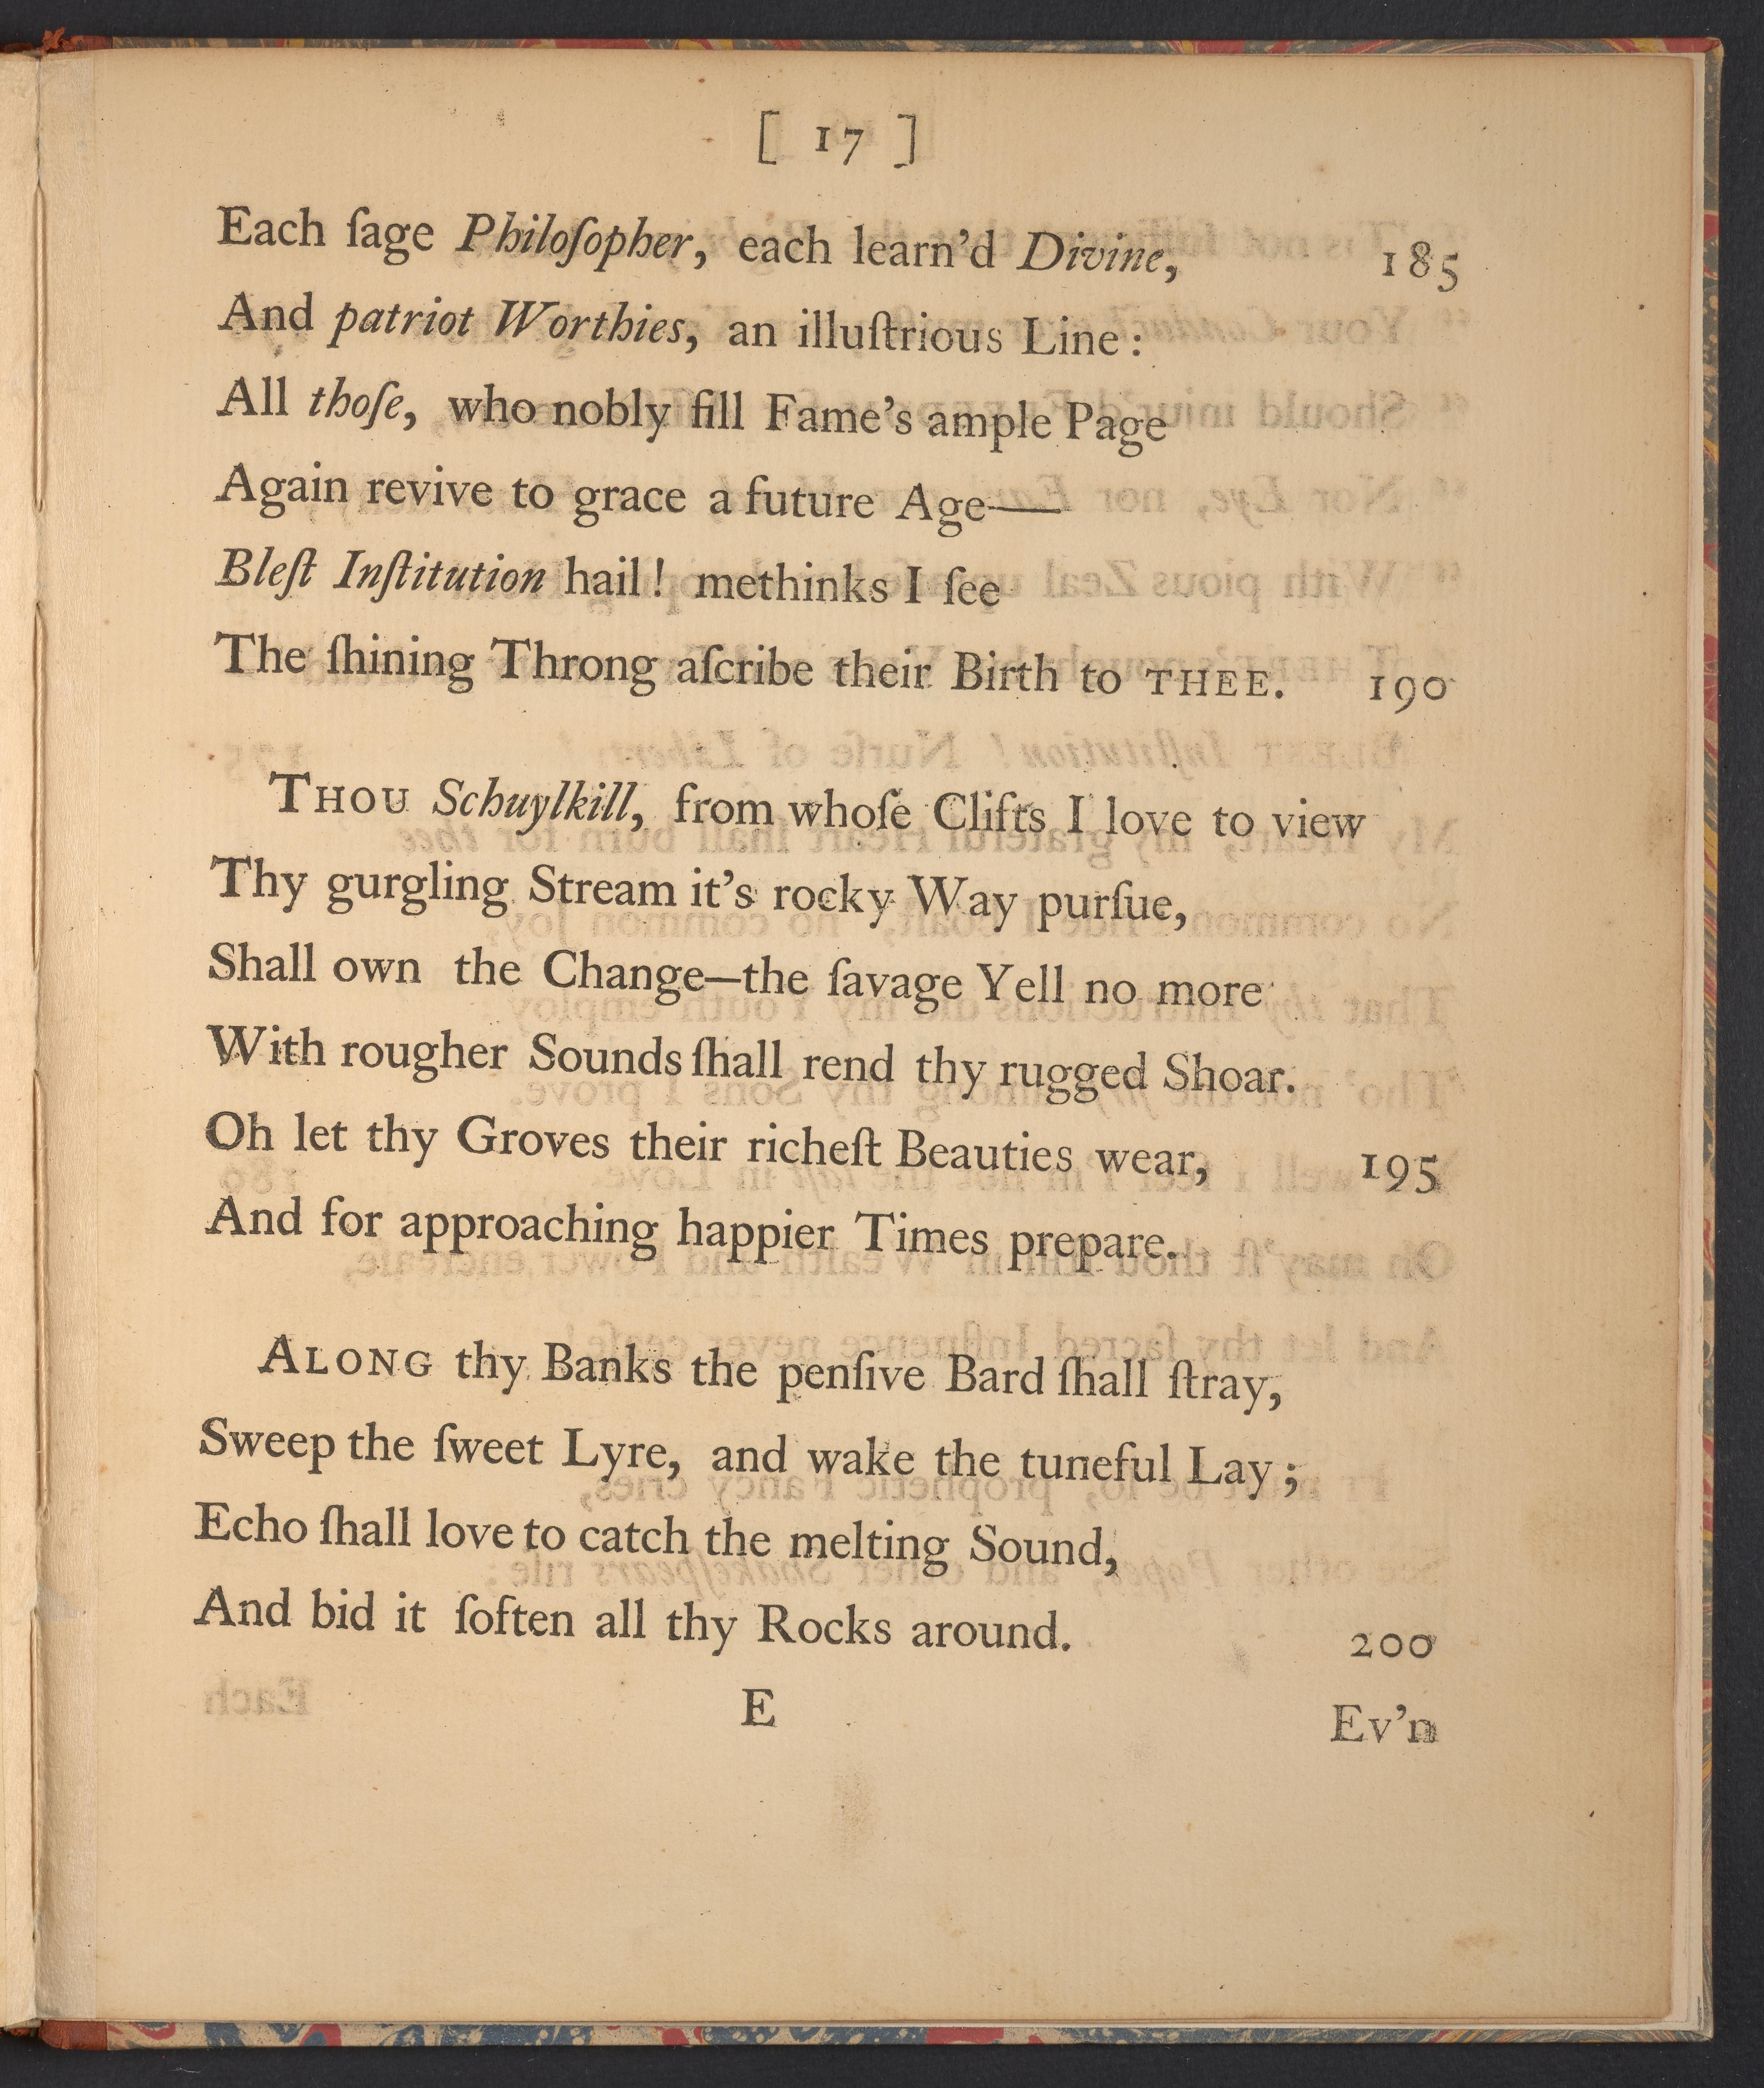 [ 17 ]
Each ſage Philoſopher, each learn’d Divine, 185
And patriot Worthies, an illuſtrious Line :
All thoſe, who nobly fill Fame’s ample Page
Again revive to grace a future Age——
Bleſt Inſtitution hail! methinks I ſee
The ſhining Throng aſcribe their Birth to THEE. 190
THOU Schuylkill, from whoſe Clifts I love to view
Thy gurgling Stream it’s rocky Way purſue,
Shall own the Change—the ſavage Yell no more
With rougher Sounds ſhall rend thy rugged Shoar.
Oh let thy Groves their richeſt Beauties wear, 195
And for approaching happier Times prepare.
ALONG thy Banks the penſive Bard ſhall ſtray,
Sweep the ſweet Lyre, and wake the tuneful Lay ;
Echo ſhall love to catch the melting Sound,
And bid it ſoften all thy Rocks around. 200
E Ev’n